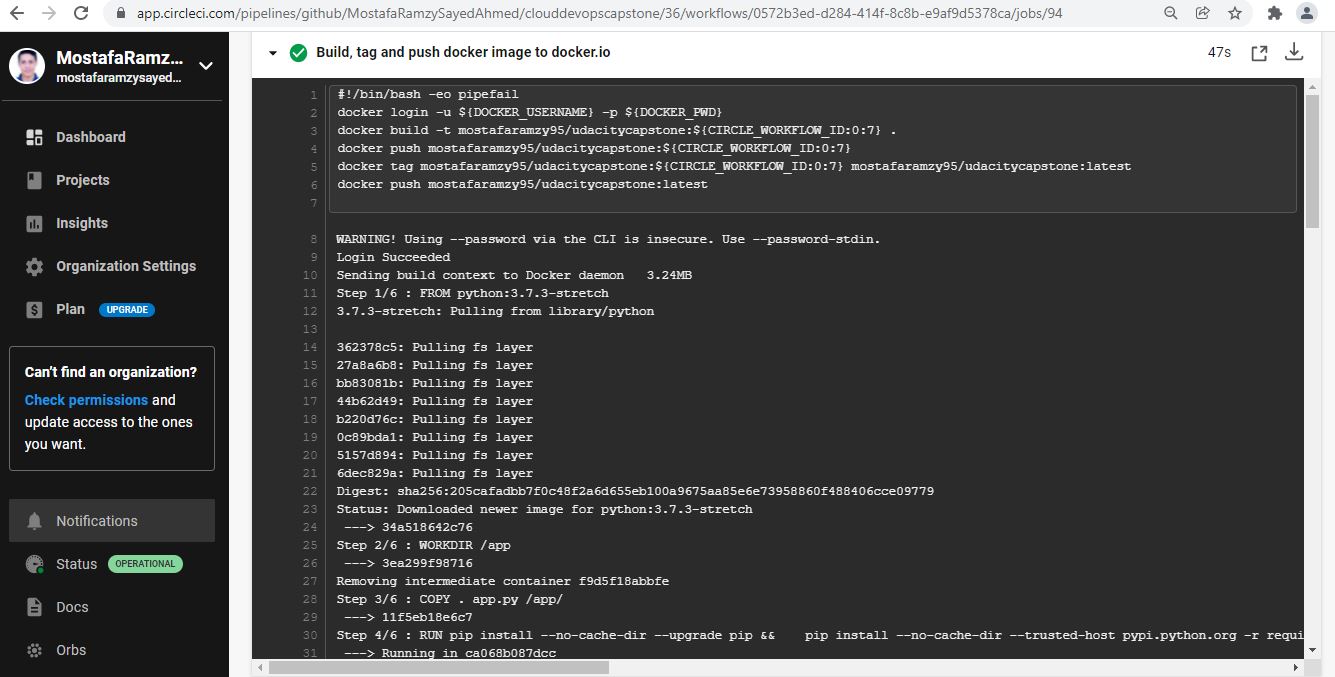 app.circleci.com/pipelines/github/MostafaRamzySayedAhmed/clouddevopscapstone/36/workflows/0572b3ed-d284-414f-8c8b-e9af9d5378ca/jobs/94
MostafaRamz...
mostafaramzysayed...
Dashboard
Projects
Insights
Organization Settings
Plan UPGRADE
Can't find an organization?
Check permissions and
update access to the ones
you want.
Notifications
Status OPERATIONAL
Docs
Orbs
Build, tag and push docker image to docker.io 47s
1 #!/bin/bash -eo pipefail
2 docker login -u ${DOCKER_USERNAME} -p ${DOCKER_PWD}
3 docker build -t mostafaramzy95/udacitycapstone:${CIRCLE_WORKFLOW_ID:0:7} .
4 docker push mostafaramzy95/udacitycapstone:${CIRCLE_WORKFLOW_ID:0:7}
5 docker tag mostafaramzy95/udacitycapstone:${CIRCLE_WORKFLOW_ID:0:7} mostafaramzy95/udacitycapstone:latest
6 docker push mostafaramzy95/udacitycapstone:latest
7
8 WARNING! Using --password via the CLI is insecure. Use --password-stdin.
9 Login Succeeded
10 Sending build context to Docker daemon 3.24MB
11 Step 1/6 : FROM python:3.7.3-stretch
12 3.7.3-stretch: Pulling from library/python
13
14 362378c5: Pulling fs layer
15 27a8a6b8: Pulling fs layer
16 bb83081b: Pulling fs layer
17 44b62d49: Pulling fs layer
18 b220d76c: Pulling fs layer
19 0c89bda1: Pulling fs layer
20 5157d894: Pulling fs layer
21 6dec829a: Pulling fs layer
22 Digest: sha256:205cafadbb7f0c48f2a6d655eb100a9675aa85e6e73958860f488406cce09779
23 Status: Downloaded newer image for python:3.7.3-stretch
24 ---> 34a518642c76
25 Step 2/6 : WORKDIR /app
26 ---> 3ea299f98716
27 Removing intermediate container f9d5f18abbfe
28 Step 3/6 : COPY . app.py /app/
29 ---> 11f5eb18e6c7
30 Step 4/6 : RUN pip install --no-cache-dir --upgrade pip && pip install --no-cache-dir --trusted-host pypi.python.org -r requi
31 ---> Running in ca068b087dcc